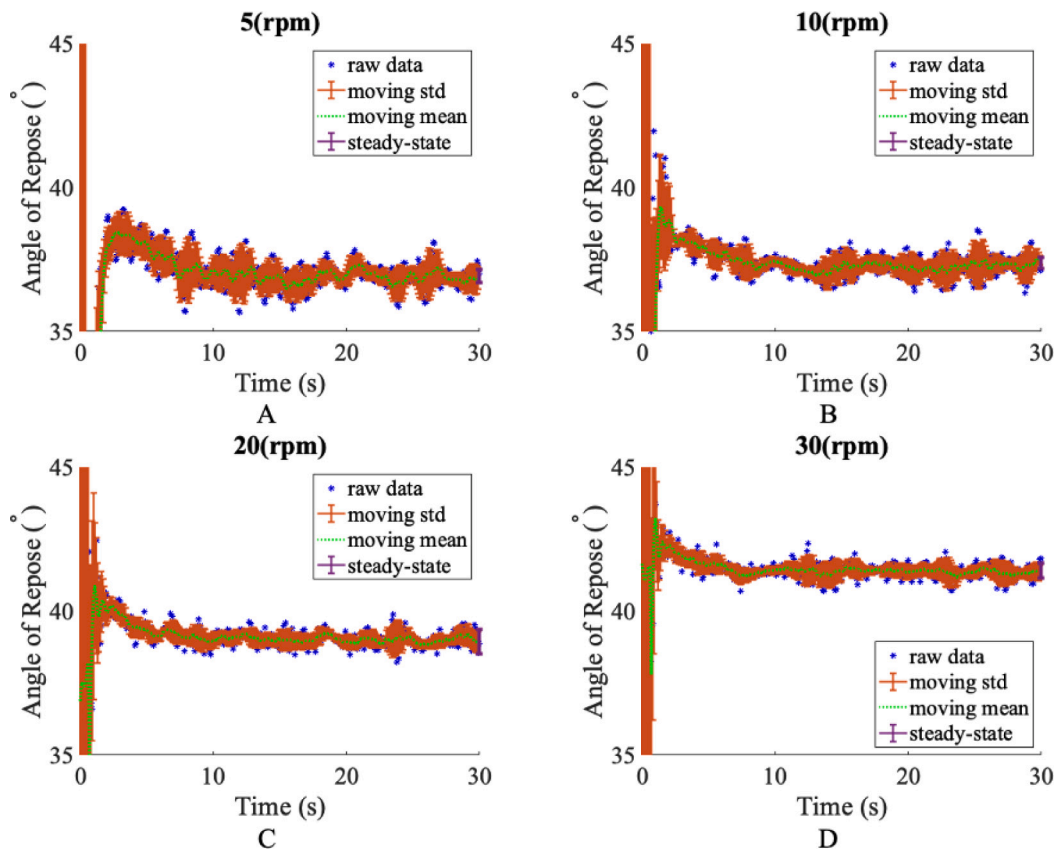 5(rpm)
45
40
35
Angle of Repose (°)
raw data
moving std
moving mean
steady-state
0
10
20
30
Time (s)
A
10(rpm)
45
40
35
Angle of Repose (°)
raw data
moving std
moving mean
steady-state
0
10
20
30
Time (s)
B
20(rpm)
45
40
35
Angle of Repose (°)
raw data
moving std
moving mean
steady-state
0
10
20
30
Time (s)
C
30(rpm)
45
40
35
Angle of Repose (°)
raw data
moving std
moving mean
steady-state
0
10
20
30
Time (s)
D